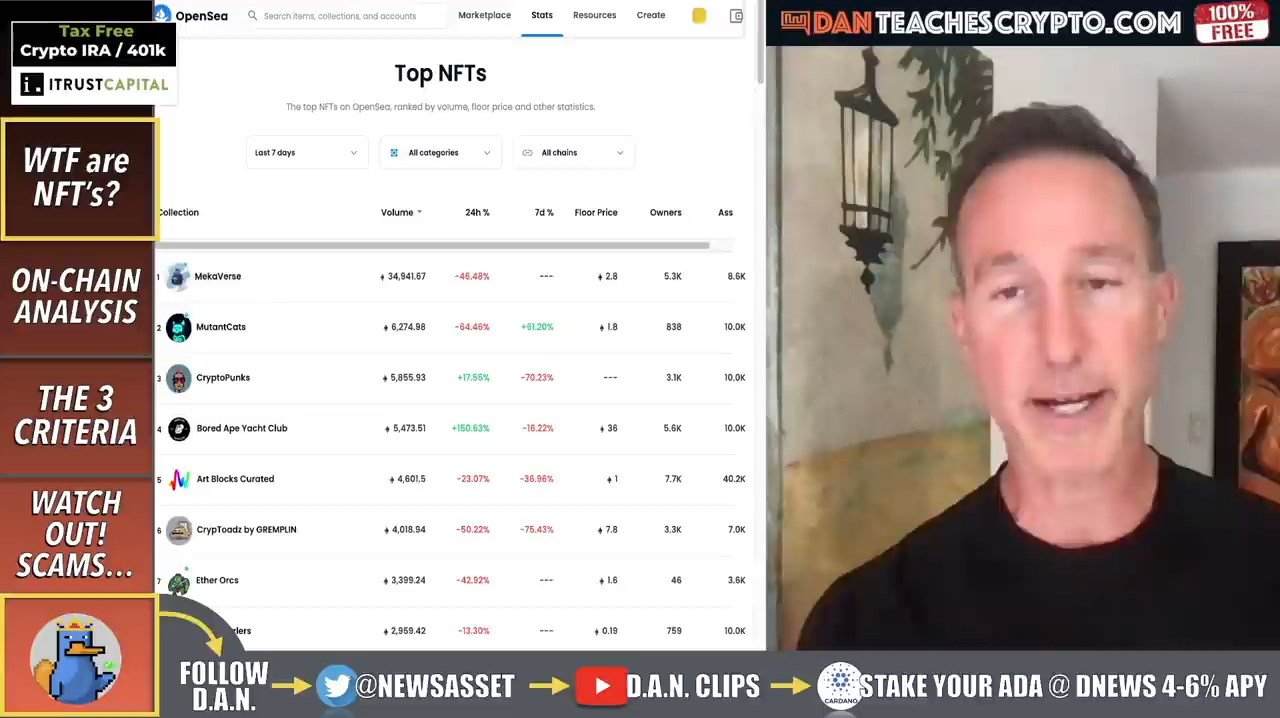 Tax Free
Crypto IRA / 401k
i. ITRUSTCAPITAL
WTF are
NFT's?
ON-CHAIN
ANALYSIS
THE 3
CRITERIA
WATCH
OUT!
SCAMS...
OpenSea
Search items, collections, and accounts
Marketplace Stats Resources Create
Top NFTs
The top NFTs on OpenSea, ranked by volume, floor price and other statistics.
Last 7 days All categories All chains
Collection Volume 24h % 7d % Floor Price Owners Ass
1 MekaVerse 34,941.67 -46.48% --- 2.8 5.3K 8.6K
2 MutantCats 6,274.98 -64.46% +61.20% 1.8 838 10.0K
3 CryptoPunks 5,855.93 +17.55% -70.23% --- 3.1K 10.0K
4 Bored Ape Yacht Club 5,473.51 +150.63% -16.22% 36 5.6K 10.0K
5 Art Blocks Curated 4,601.5 -23.07% -36.96% 1 7.7K 40.2K
6 CrypToadz by GREMPLIN 4,018.94 -50.22% -75.43% 7.8 3.3K 7.0K
7 Ether Orcs 3,399.24 -42.92% --- 1.6 46 3.6K
lers 2,959.42 -13.30% --- 0.19 759 10.0K
DANTEACHESCRYPTO.COM
100%
FREE
FOLLOW
D.A.N.
@NEWSASSET
D.A.N. CLIPS
CARDANO
STAKE YOUR ADA @ DNEWS 4-6% APY